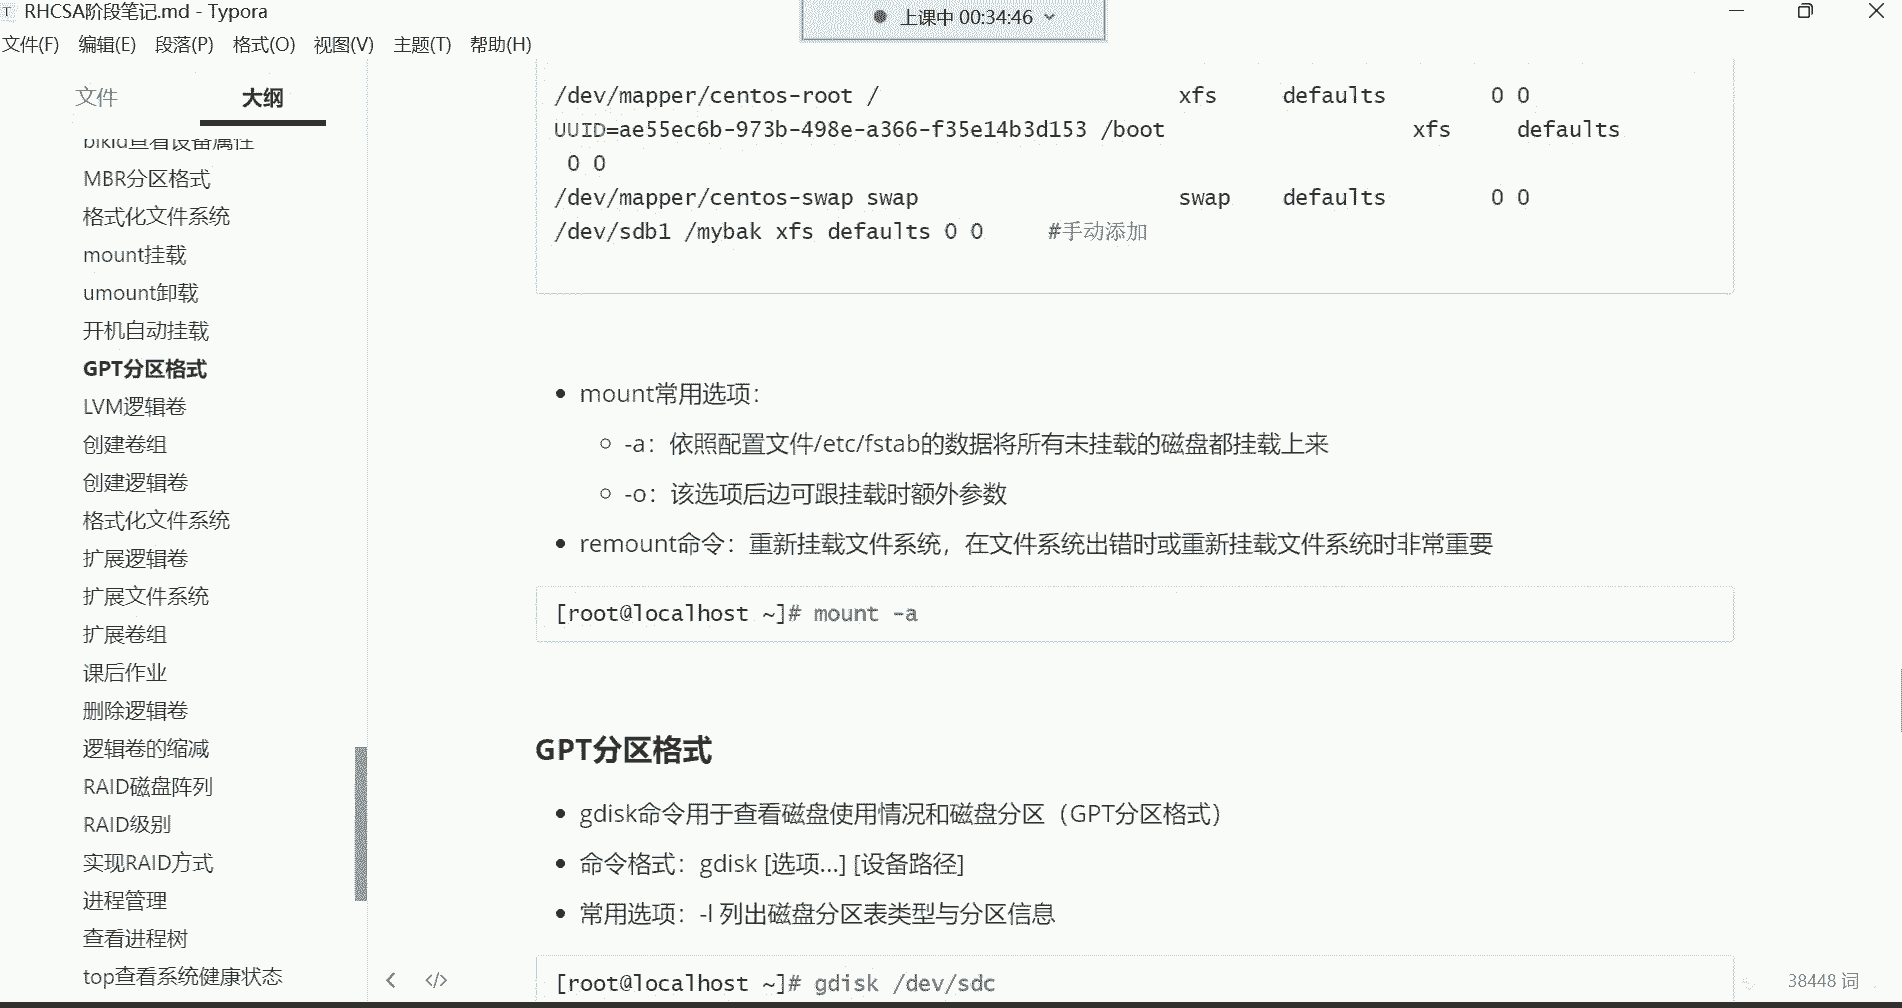 RHCSA阶段笔记.md - Typora
上课中 00:34:46
文件(F) 编辑(E) 段落(P) 格式(O) 视图(V) 主题(T) 帮助(H)
文件 大纲
blkid查看设备属性
MBR分区格式
格式化文件系统
mount挂载
umount卸载
开机自动挂载
GPT分区格式
LVM逻辑卷
创建卷组
创建逻辑卷
格式化文件系统
扩展逻辑卷
扩展文件系统
扩展卷组
课后作业
删除逻辑卷
逻辑卷的缩减
RAID磁盘阵列
RAID级别
实现RAID方式
进程管理
查看进程树
top查看系统健康状态
/dev/mapper/centos-root / xfs defaults 0 0
UUID=ae55ec6b-973b-498e-a366-f35e14b3d153 /boot xfs defaults
0 0
/dev/mapper/centos-swap swap swap defaults 0 0
/dev/sdb1 /mybak xfs defaults 0 0 #手动添加
mount常用选项：
-a：依照配置文件/etc/fstab的数据将所有未挂载的磁盘都挂载上来
-o：该选项后边可跟挂载时额外参数
remount命令：重新挂载文件系统，在文件系统出错时或重新挂载文件系统时非常重要
[root@localhost ~]# mount -a
GPT分区格式
gdisk命令用于查看磁盘使用情况和磁盘分区（GPT分区格式）
命令格式：gdisk [选项...] [设备路径]
常用选项：-l 列出磁盘分区表类型与分区信息
[root@localhost ~]# gdisk /dev/sdc
38448 词